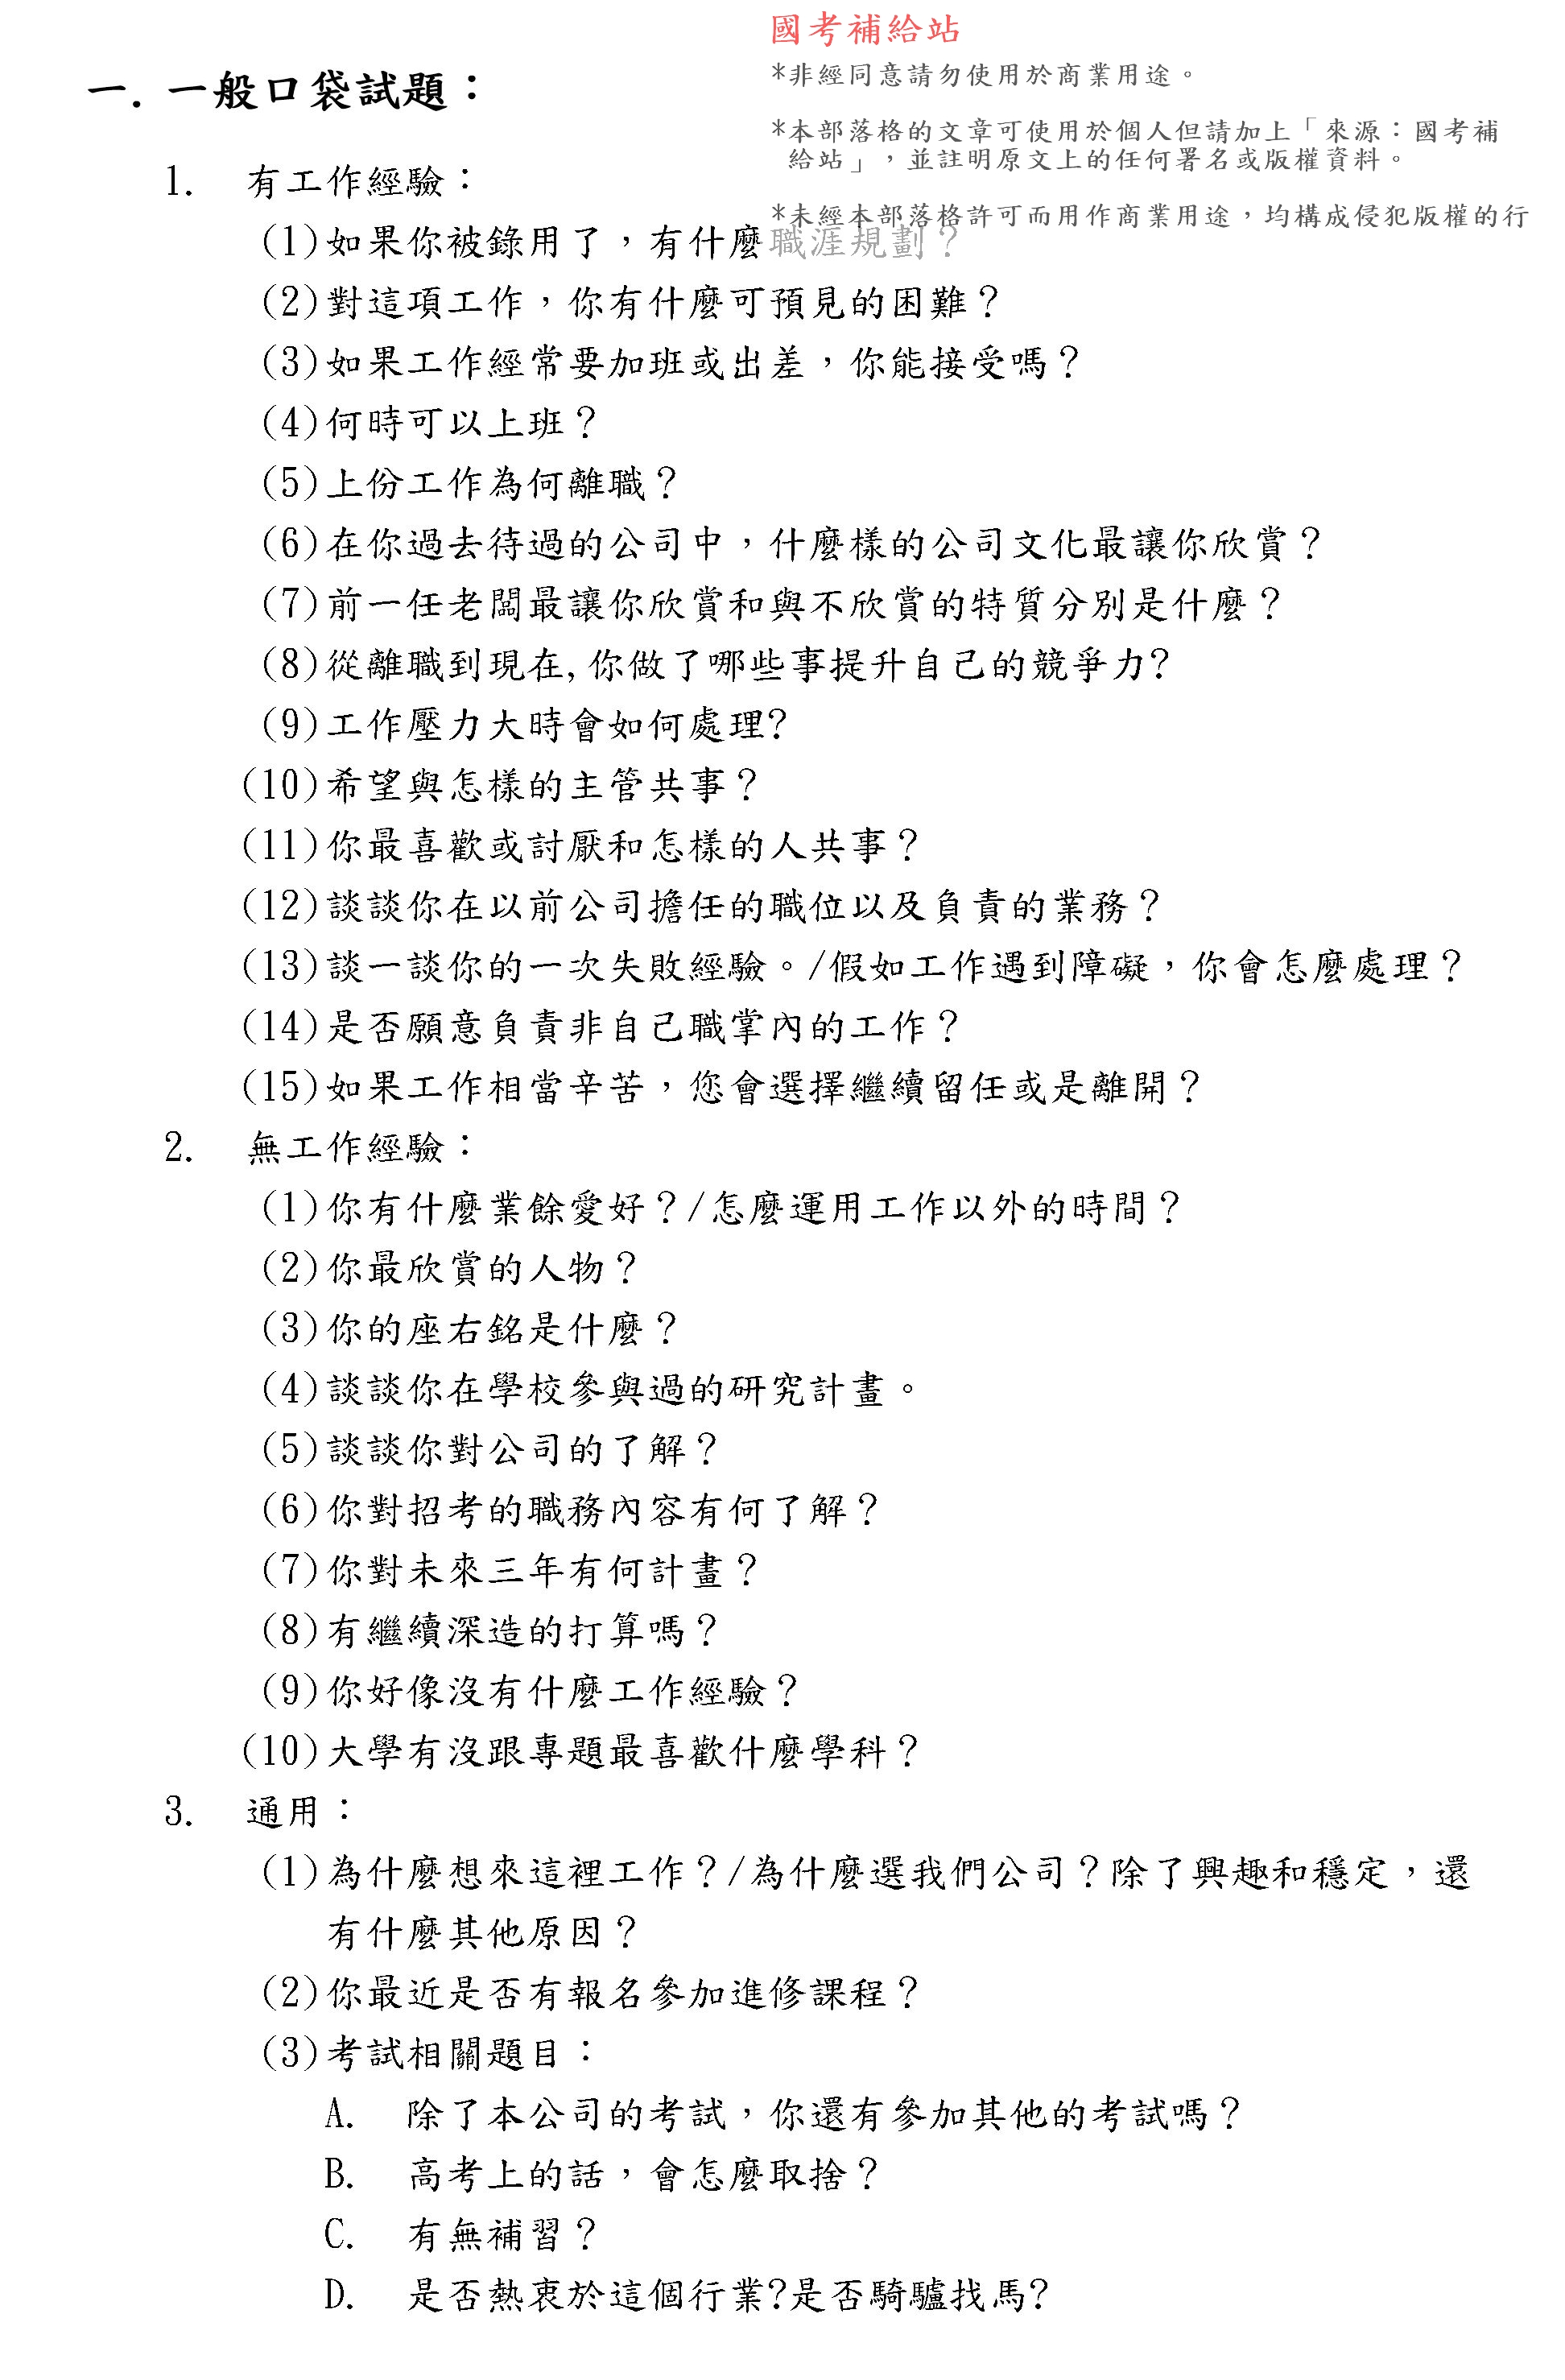 國考補給站
*非經同意請勿使用於商業用途。
*本部落格的文章可使用於個人但請加上「來源：國考補
給站」，並註明原文上的任何署名或版權資料。
*未經本部落格許可而用作商業用途，均構成侵犯版權的行
一. 一般口袋試題：
1. 有工作經驗：
(1)如果你被錄用了，有什麼職涯規劃？
(2)對這項工作，你有什麼可預見的困難？
(3)如果工作經常要加班或出差，你能接受嗎？
(4)何時可以上班？
(5)上份工作為何離職？
(6)在你過去待過的公司中，什麼樣的公司文化最讓你欣賞？
(7)前一任老闆最讓你欣賞和與不欣賞的特質分別是什麼？
(8)從離職到現在,你做了哪些事提升自己的競爭力?
(9)工作壓力大時會如何處理?
(10)希望與怎樣的主管共事？
(11)你最喜歡或討厭和怎樣的人共事？
(12)談談你在以前公司擔任的職位以及負責的業務？
(13)談一談你的一次失敗經驗。/假如工作遇到障礙，你會怎麼處理？
(14)是否願意負責非自己職掌內的工作？
(15)如果工作相當辛苦，您會選擇繼續留任或是離開？
2. 無工作經驗：
(1)你有什麼業餘愛好？/怎麼運用工作以外的時間？
(2)你最欣賞的人物？
(3)你的座右銘是什麼？
(4)談談你在學校參與過的研究計畫。
(5)談談你對公司的了解？
(6)你對招考的職務內容有何了解？
(7)你對未來三年有何計畫？
(8)有繼續深造的打算嗎？
(9)你好像沒有什麼工作經驗？
(10)大學有沒跟專題最喜歡什麼學科？
3. 通用：
(1)為什麼想來這裡工作？/為什麼選我們公司？除了興趣和穩定，還
有什麼其他原因？
(2)你最近是否有報名參加進修課程？
(3)考試相關題目：
A. 除了本公司的考試，你還有參加其他的考試嗎？
B. 高考上的話，會怎麼取捨？
C. 有無補習？
D. 是否熱衷於這個行業?是否騎驢找馬?